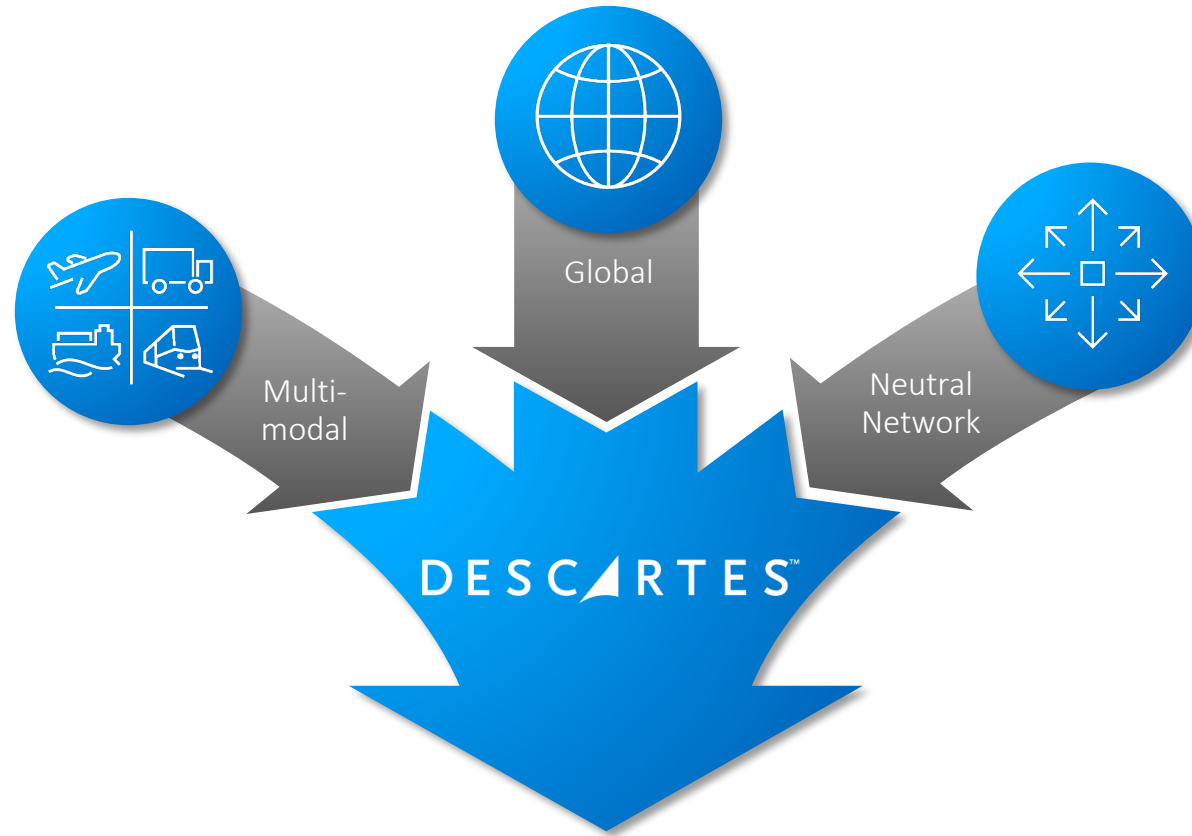 Global
Multi-
modal
Neutral
Network
DESCARTES™